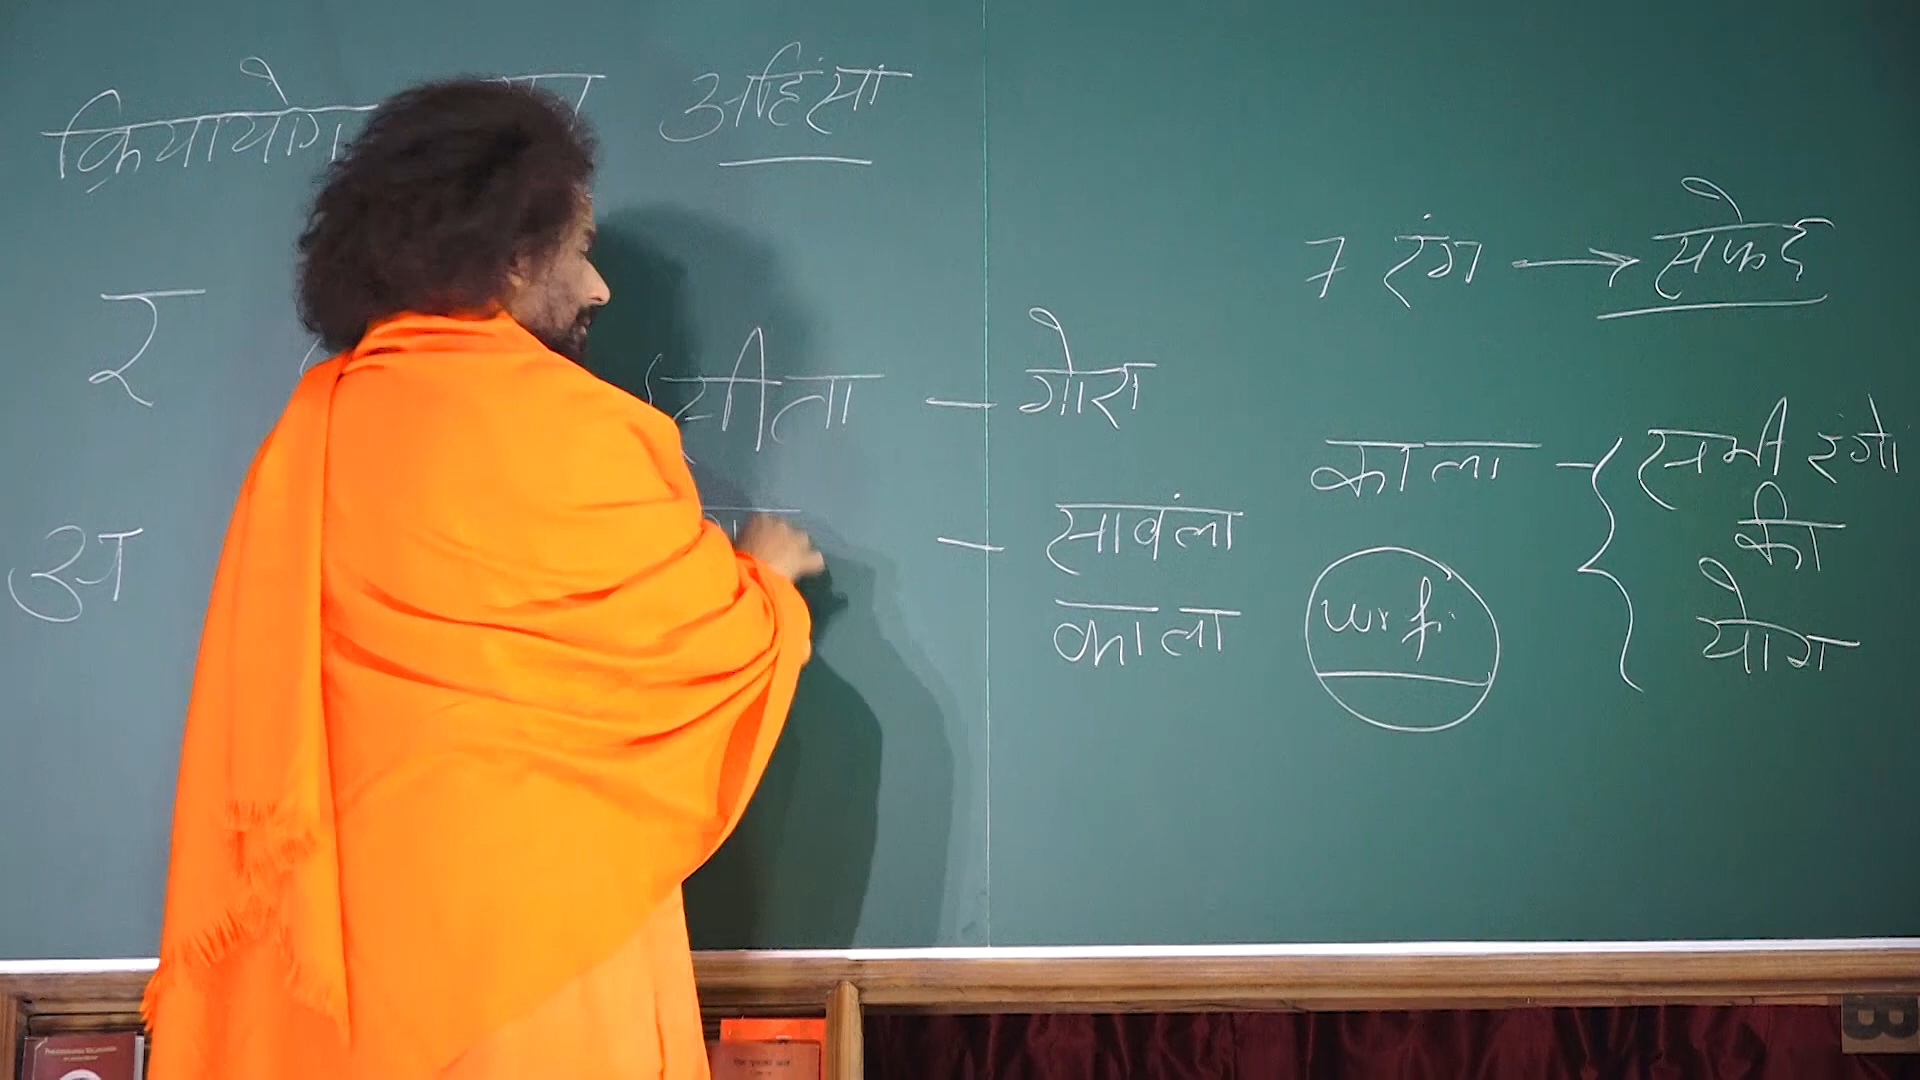 क्रियायोग अहिंसा
7 रंग → सफेद
र सीता — गोरा
काला — { सभी रंगो
की
योग
अ — सावंला
काला
wifi